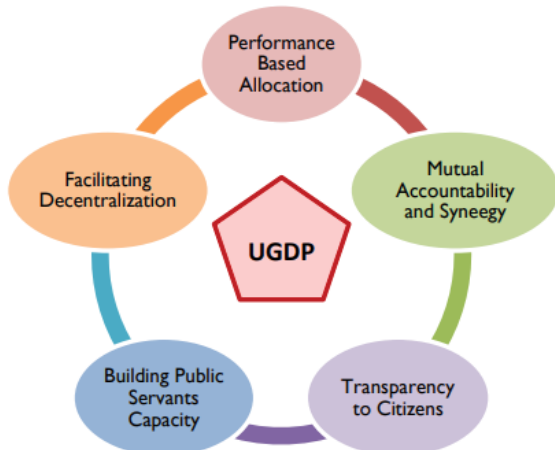 Performance
Based
Allocation
Mutual
Accountability
and Syneegy
Transparency
to Citizens
Building Public
Servants
Capacity
Facilitating
Decentralization
UGDP